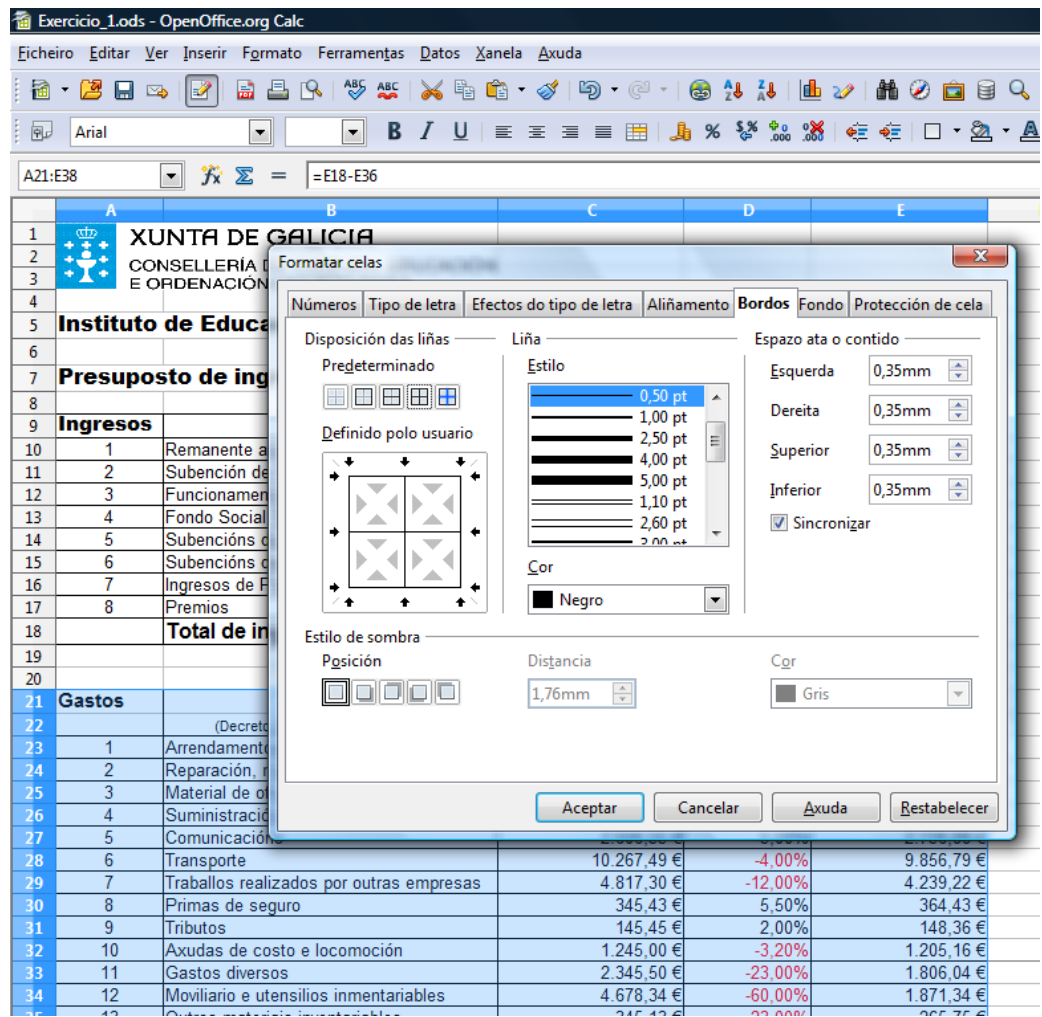 Exercicio_1.ods - OpenOffice.org Calc
Ficheiro Editar Ver Inserir Formato Ferramentas Datos Xanela Axuda
Arial
A21:E38 =E18-E36
A B C D E
1 XUNTA DE GALICIA
2 CONSELLERÍA
3 E ORDENACIÓN
4
5 Instituto de Educa
6
7 Presuposto de ing
8
9 Ingresos
10 1 Remanente a
11 2 Subención de
12 3 Funcionamen
13 4 Fondo Social
14 5 Subencións
15 6 Subencións
16 7 Ingresos de P
17 8 Premios
18 Total de in
19
20
21 Gastos
22 (Decreto
23 1 Arrendamento
24 2 Reparación,
25 3 Material de of
26 4 Suministració
27 5 Comunicacións
28 6 Transporte 10.267,49 € -4,00% 9.856,79 €
29 7 Traballos realizados por outras empresas 4.817,30 € -12,00% 4.239,22 €
30 8 Primas de seguro 345,43 € 5,50% 364,43 €
31 9 Tributos 145,45 € 2,00% 148,36 €
32 10 Axudas de costo e locomoción 1.245,00 € -3,20% 1.205,16 €
33 11 Gastos diversos 2.345,50 € -23,00% 1.806,04 €
34 12 Moviliario e utensilios inmentariables 4.678,34 € -60,00% 1.871,34 €
Formatar celas
Números Tipo de letra Efectos do tipo de letra Aliñamento Bordos Fondo Protección de cela
Disposición das liñas
Predeterminado
Definido polo usuario
Liña
Estilo
0,50 pt
1,00 pt
2,50 pt
4,00 pt
5,00 pt
1,10 pt
2,60 pt
3,00 pt
Cor
Negro
Espazo ata o contido
Esquerda 0,35mm
Dereita 0,35mm
Superior 0,35mm
Inferior 0,35mm
Sincronizar
Estilo de sombra
Posición
Distancia
1,76mm
Cor
Gris
Aceptar Cancelar Axuda Restabelecer